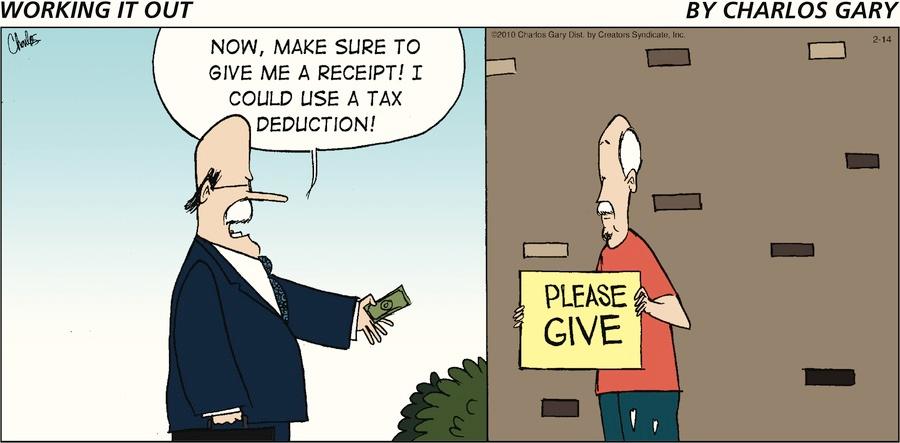 WORKING IT OUT
BY CHARLOS GARY
Charlos
NOW, MAKE SURE TO
GIVE ME A RECEIPT! I
COULD USE A TAX
DEDUCTION!
©2010 Charlos Gary Dist. by Creators Syndicate, Inc.
2-14
PLEASE
GIVE